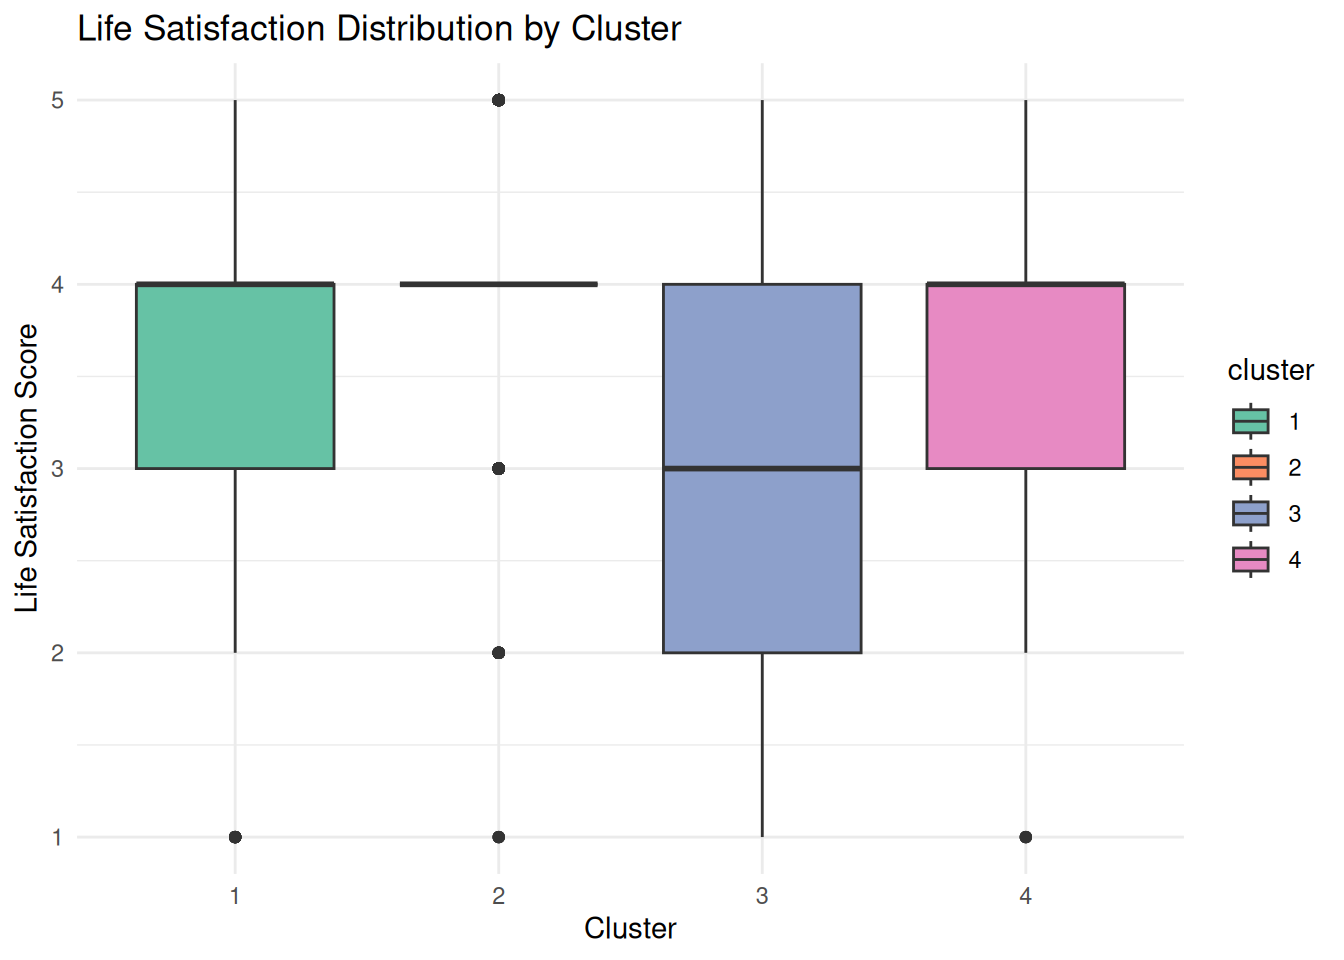 Life Satisfaction Distribution by Cluster
Life Satisfaction Score
5
4
3
2
1
1 2 3 4
Cluster
cluster
1
2
3
4